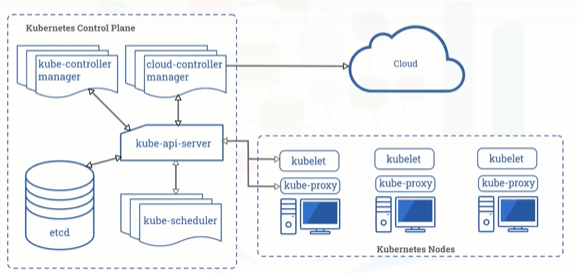 Kubernetes Control Plane
kube-controller
manager
cloud-controller
manager
Cloud
kube-api-server
etcd
kube-scheduler
kubelet
kubelet
kubelet
kube-proxy
kube-proxy
kube-proxy
Kubernetes Nodes